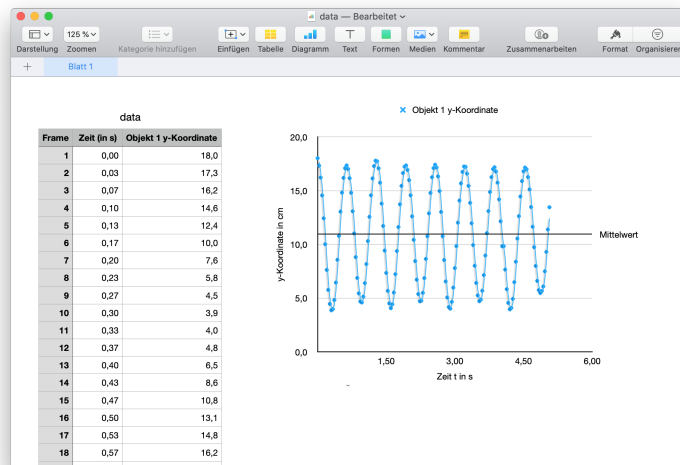 data — Bearbeitet
125 %
Darstellung Zoomen Kategorie hinzufügen Einfügen Tabelle Diagramm Text Formen Medien Kommentar Zusammenarbeiten Format Organisieren
+ Blatt 1
data
Frame Zeit (in s) Objekt 1 y-Koordinate
1 0,00 18,0
2 0,03 17,3
3 0,07 16,2
4 0,10 14,6
5 0,13 12,4
6 0,17 10,0
7 0,20 7,6
8 0,23 5,8
9 0,27 4,5
10 0,30 3,9
11 0,33 4,0
12 0,37 4,8
13 0,40 6,5
14 0,43 8,6
15 0,47 10,8
16 0,50 13,1
17 0,53 14,8
18 0,57 16,2
Objekt 1 y-Koordinate
20,0
15,0
10,0
5,0
0,0
y-Koordinate in cm
Mittelwert
1,50 3,00 4,50 6,00
Zeit t in s